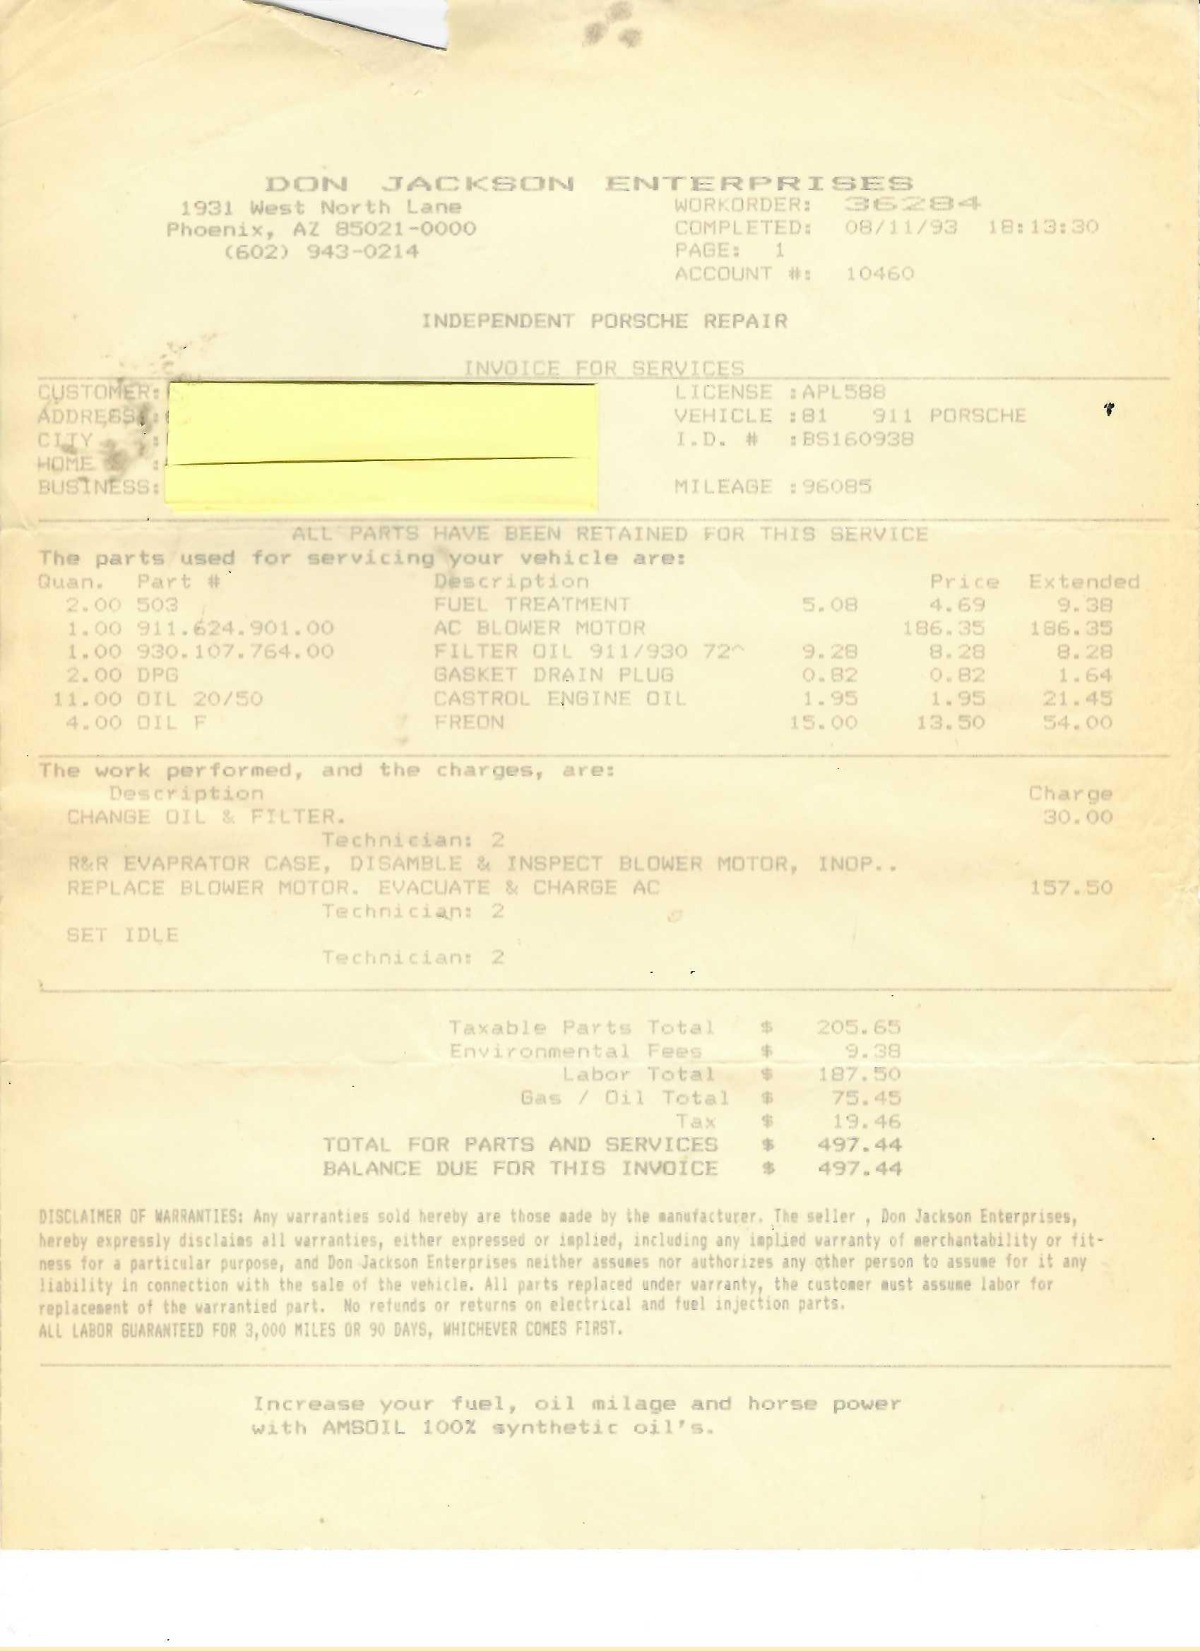 DON JACKSON ENTERPRISES
1931 West North Lane
Phoenix, AZ 85021-0000
(602) 943-0214
WORKORDER: 36284
COMPLETED: 08/11/93 18:13:30
PAGE: 1
ACCOUNT #: 10460
INDEPENDENT PORSCHE REPAIR
INVOICE FOR SERVICES
CUSTOMER:
ADDRESS :
CITY :
HOME :
BUSINESS:
LICENSE :APL588
VEHICLE :81 911 PORSCHE
I.D. # :BS160938
MILEAGE :96085
ALL PARTS HAVE BEEN RETAINED FOR THIS SERVICE
The parts used for servicing your vehicle are:
Quan. Part # Description Price Extended
2.00 503 FUEL TREATMENT 5.08 4.69 9.38
1.00 911.624.901.00 AC BLOWER MOTOR 186.35 186.35
1.00 930.107.764.00 FILTER OIL 911/930 72^ 9.28 8.28 8.28
2.00 DPG GASKET DRAIN PLUG 0.82 0.82 1.64
11.00 OIL 20/50 CASTROL ENGINE OIL 1.95 1.95 21.45
4.00 OIL F FREON 15.00 13.50 54.00
The work performed, and the charges, are:
Description Charge
CHANGE OIL & FILTER. 30.00
Technician: 2
R&R EVAPRATOR CASE, DISAMBLE & INSPECT BLOWER MOTOR, INOP..
REPLACE BLOWER MOTOR. EVACUATE & CHARGE AC 157.50
Technician: 2
SET IDLE
Technician: 2
Taxable Parts Total $ 205.65
Environmental Fees $ 9.38
Labor Total $ 187.50
Gas / Oil Total $ 75.45
Tax $ 19.46
TOTAL FOR PARTS AND SERVICES $ 497.44
BALANCE DUE FOR THIS INVOICE $ 497.44
DISCLAIMER OF WARRANTIES: Any warranties sold hereby are those made by the manufacturer. The seller , Don Jackson Enterprises,
hereby expressly disclaims all warranties, either expressed or implied, including any implied warranty of merchantability or fit-
ness for a particular purpose, and Don Jackson Enterprises neither assumes nor authorizes any other person to assume for it any
liability in connection with the sale of the vehicle. All parts replaced under warranty, the customer must assume labor for
replacement of the warrantied part. No refunds or returns on electrical and fuel injection parts.
ALL LABOR GUARANTEED FOR 3,000 MILES OR 90 DAYS, WHICHEVER COMES FIRST.
Increase your fuel, oil milage and horse power
with AMSOIL 100% synthetic oil's.